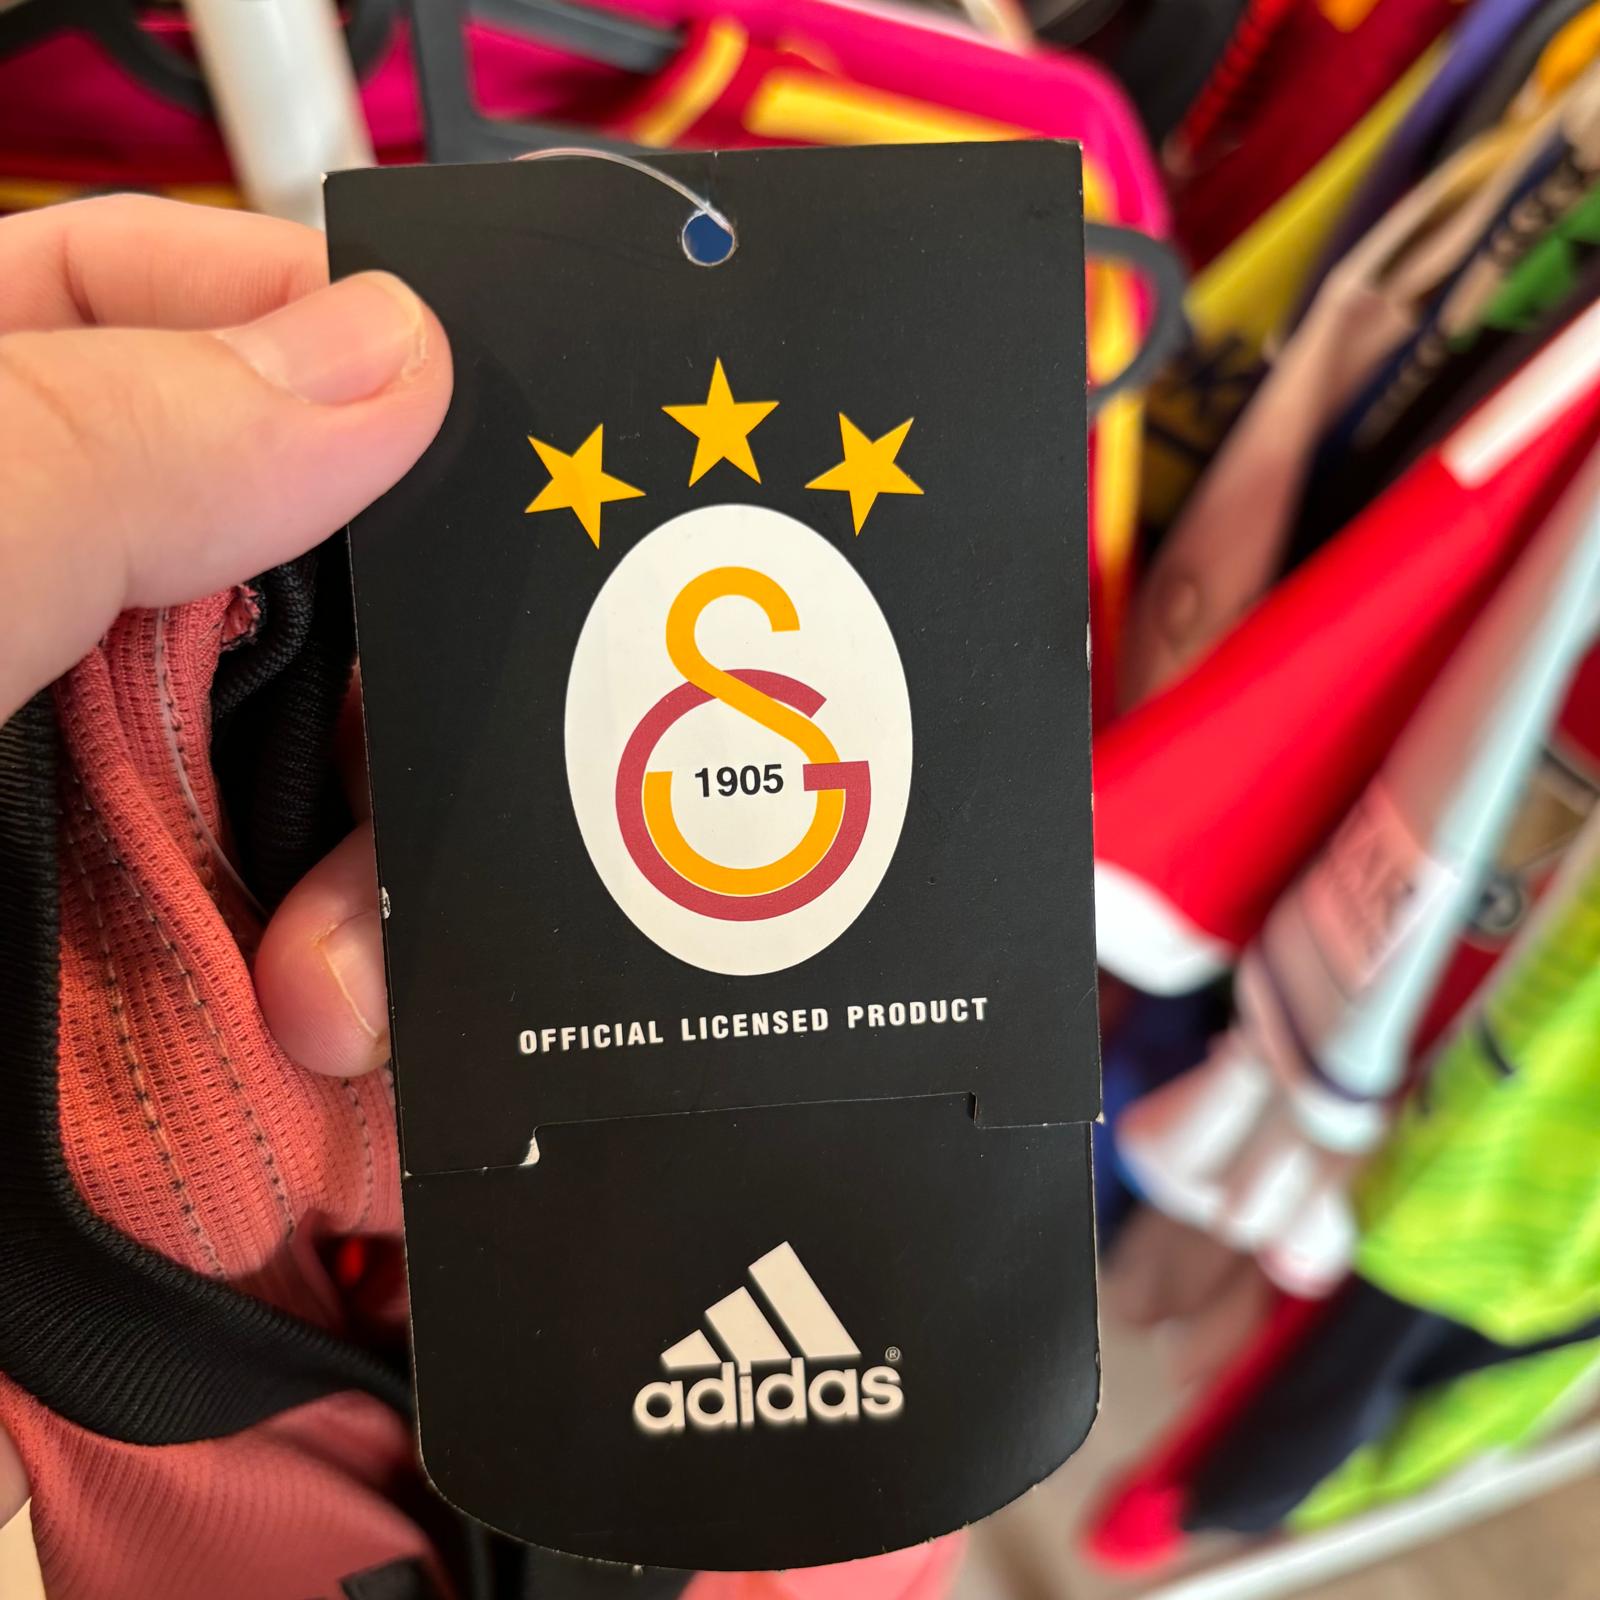 1905
OFFICIAL LICENSED PRODUCT
adidas®